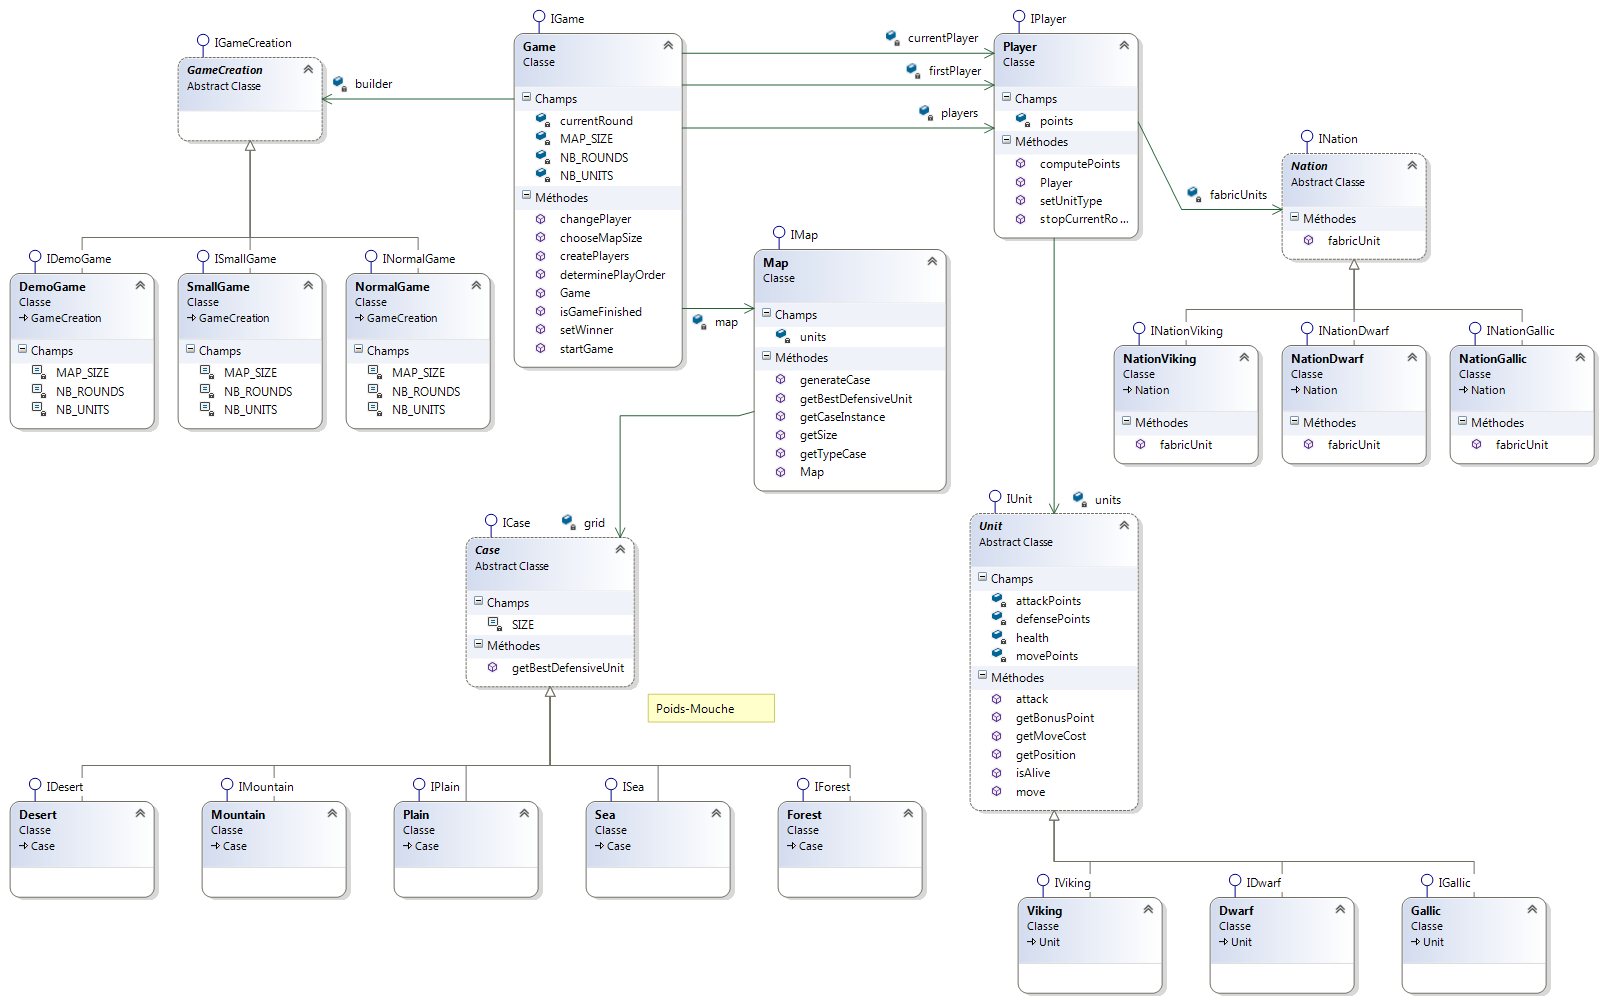 IGame
Game
Classe
Champs
currentRound
MAP_SIZE
NB_ROUNDS
NB_UNITS
Méthodes
changePlayer
chooseMapSize
createPlayers
determinePlayOrder
Game
isGameFinished
setWinner
startGame
IGameCreation
GameCreation
Abstract Classe
builder
currentPlayer
firstPlayer
players
map
IPlayer
Player
Classe
Champs
points
Méthodes
computePoints
Player
setUnitType
stopCurrentRo...
fabricUnits
INation
Nation
Abstract Classe
Méthodes
fabricUnit
IDemoGame
DemoGame
Classe
GameCreation
Champs
MAP_SIZE
NB_ROUNDS
NB_UNITS
ISmallGame
SmallGame
Classe
GameCreation
Champs
MAP_SIZE
NB_ROUNDS
NB_UNITS
INormalGame
NormalGame
Classe
GameCreation
Champs
MAP_SIZE
NB_ROUNDS
NB_UNITS
IMap
Map
Classe
Champs
units
Méthodes
generateCase
getBestDefensiveUnit
getCaseInstance
getSize
getTypeCase
Map
INationViking
NationViking
Classe
Nation
Méthodes
fabricUnit
INationDwarf
NationDwarf
Classe
Nation
Méthodes
fabricUnit
INationGallic
NationGallic
Classe
Nation
Méthodes
fabricUnit
ICase
grid
Case
Abstract Classe
Champs
SIZE
Méthodes
getBestDefensiveUnit
Poids-Mouche
IUnit
units
Unit
Abstract Classe
Champs
attackPoints
defensePoints
health
movePoints
Méthodes
attack
getBonusPoint
getMoveCost
getPosition
isAlive
move
IDesert
Desert
Classe
Case
IMountain
Mountain
Classe
Case
IPlain
Plain
Classe
Case
ISea
Sea
Classe
Case
IForest
Forest
Classe
Case
IViking
Viking
Classe
Unit
IDwarf
Dwarf
Classe
Unit
IGallic
Gallic
Classe
Unit